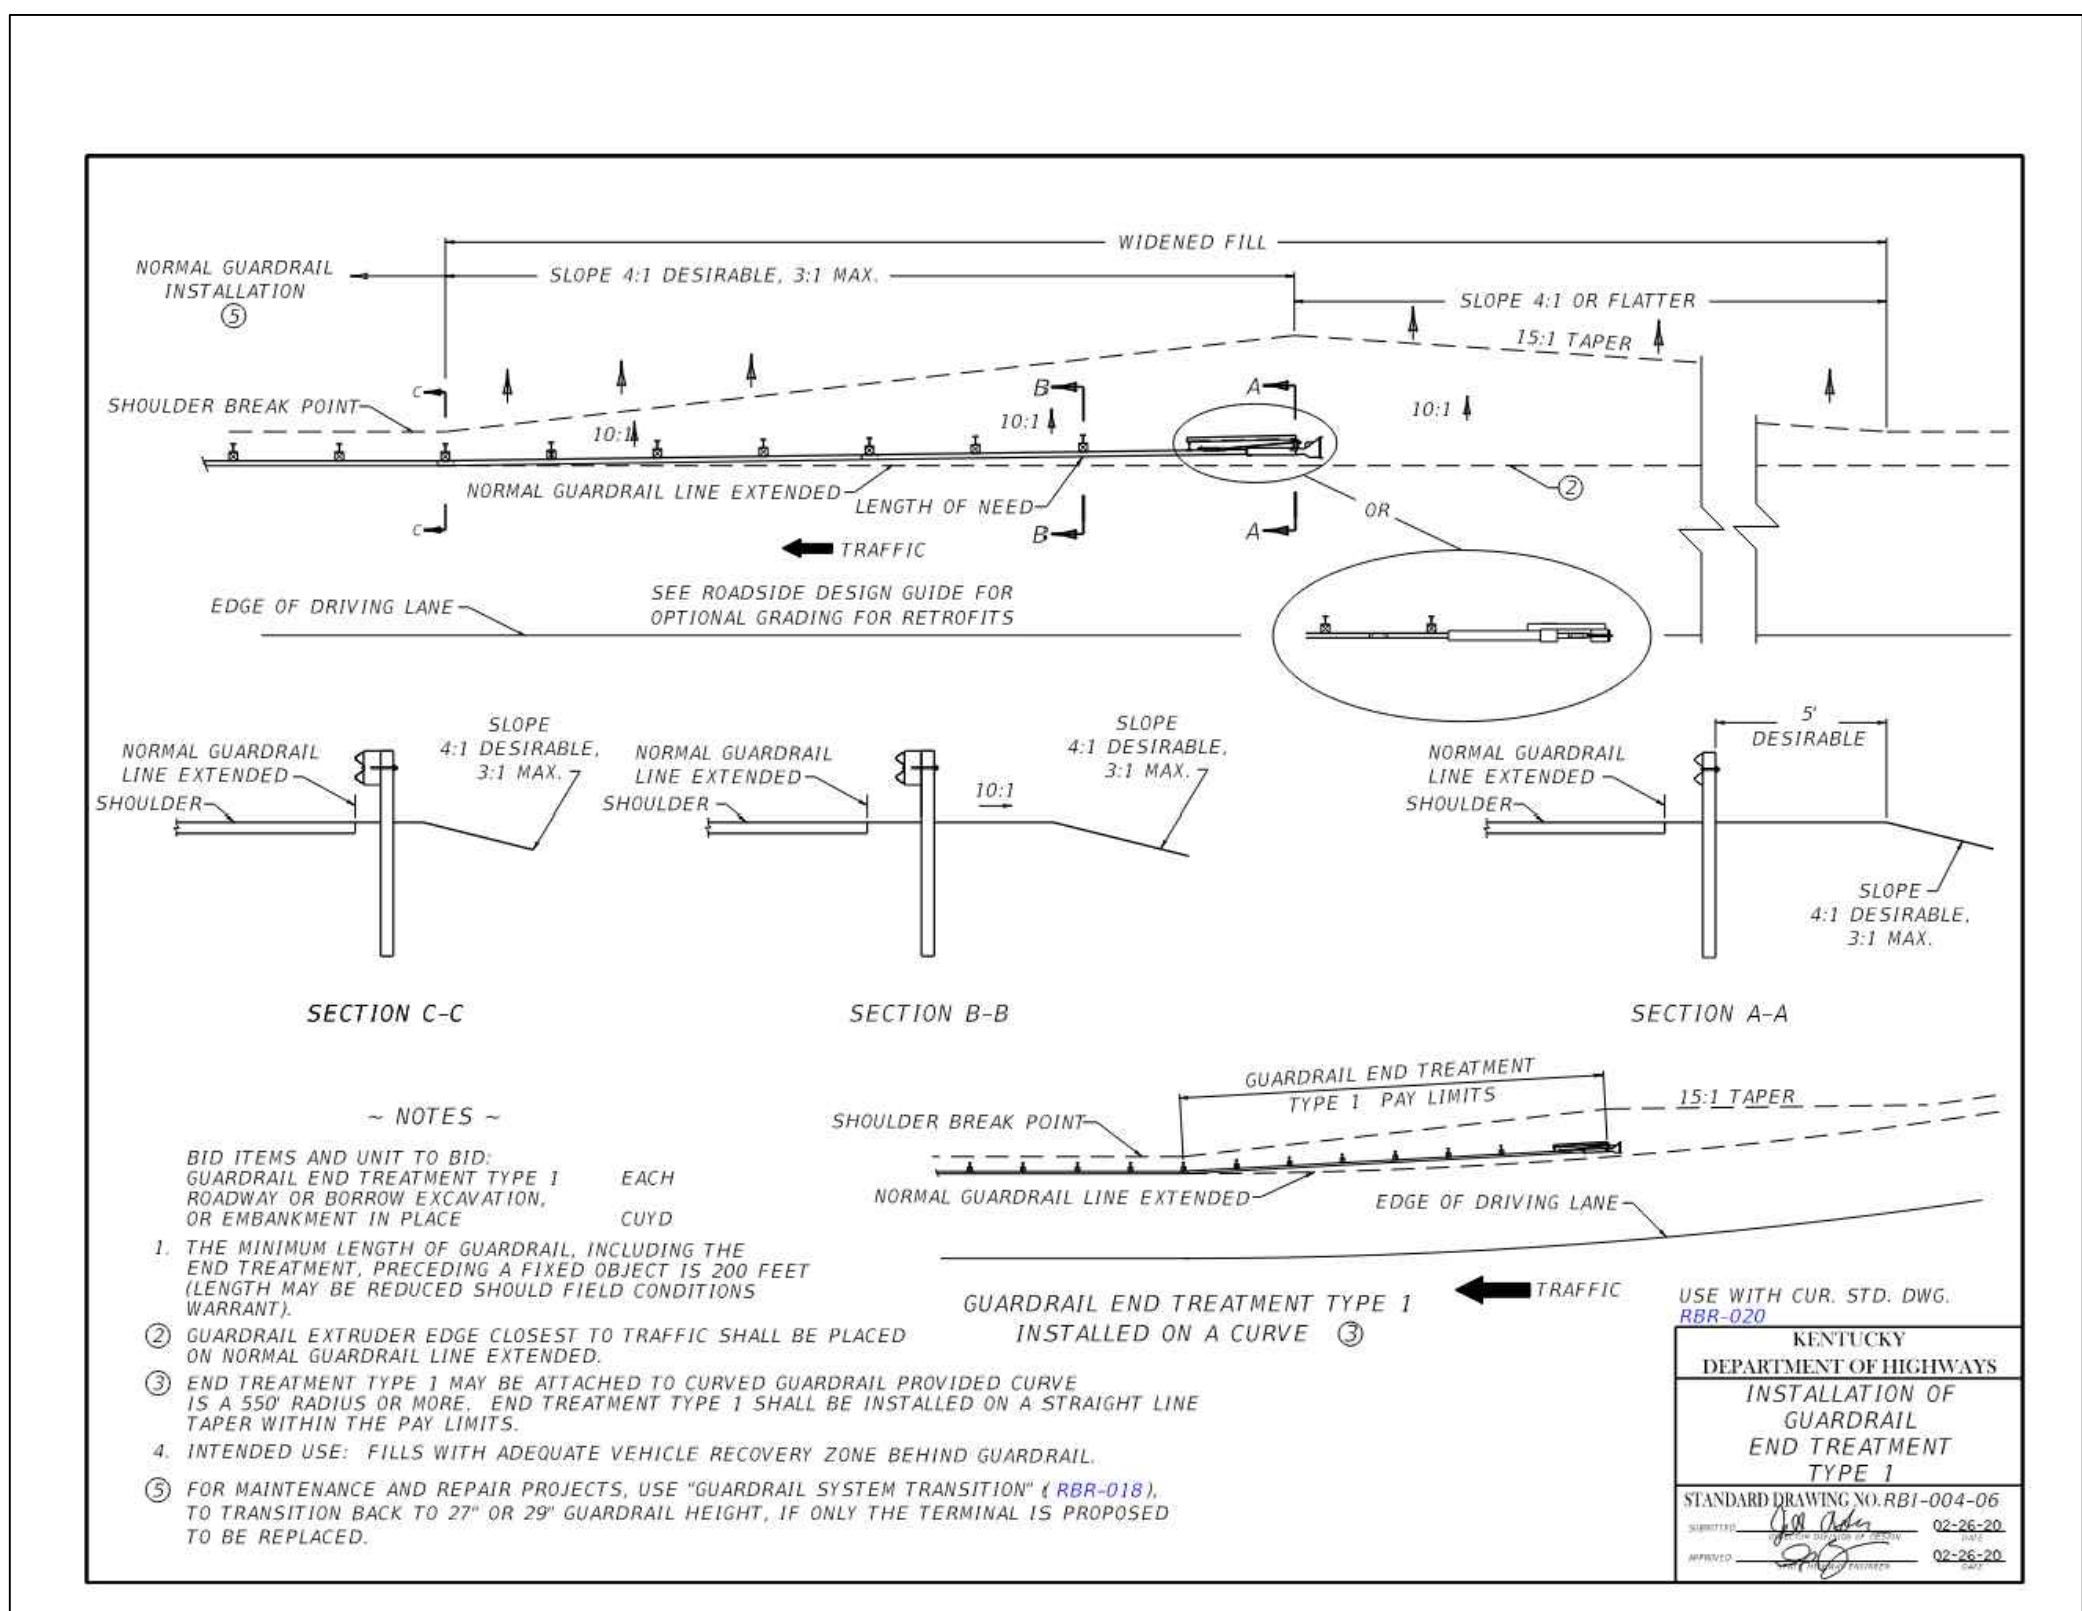 WIDENED FILL
NORMAL GUARDRAIL
INSTALLATION
5
SLOPE 4:1 DESIRABLE, 3:1 MAX.
SLOPE 4:1 OR FLATTER
15:1 TAPER
C
B
A
SHOULDER BREAK POINT
10:1
10:1
10:1
NORMAL GUARDRAIL LINE EXTENDED
LENGTH OF NEED
2
OR
C
B
A
TRAFFIC
EDGE OF DRIVING LANE
SEE ROADSIDE DESIGN GUIDE FOR
OPTIONAL GRADING FOR RETROFITS
NORMAL GUARDRAIL
LINE EXTENDED
SHOULDER
SLOPE
4:1 DESIRABLE,
3:1 MAX.
SECTION C-C
NORMAL GUARDRAIL
LINE EXTENDED
SHOULDER
10:1
SLOPE
4:1 DESIRABLE,
3:1 MAX.
SECTION B-B
NORMAL GUARDRAIL
LINE EXTENDED
SHOULDER
5'
DESIRABLE
SLOPE
4:1 DESIRABLE,
3:1 MAX.
SECTION A-A
GUARDRAIL END TREATMENT
TYPE 1 PAY LIMITS
15:1 TAPER
SHOULDER BREAK POINT
NORMAL GUARDRAIL LINE EXTENDED
EDGE OF DRIVING LANE
TRAFFIC
GUARDRAIL END TREATMENT TYPE 1
INSTALLED ON A CURVE 3
~ NOTES ~
BID ITEMS AND UNIT TO BID:
GUARDRAIL END TREATMENT TYPE 1 EACH
ROADWAY OR BORROW EXCAVATION,
OR EMBANKMENT IN PLACE CUYD
1. THE MINIMUM LENGTH OF GUARDRAIL, INCLUDING THE
END TREATMENT, PRECEDING A FIXED OBJECT IS 200 FEET
(LENGTH MAY BE REDUCED SHOULD FIELD CONDITIONS
WARRANT).
2 GUARDRAIL EXTRUDER EDGE CLOSEST TO TRAFFIC SHALL BE PLACED
ON NORMAL GUARDRAIL LINE EXTENDED.
3 END TREATMENT TYPE 1 MAY BE ATTACHED TO CURVED GUARDRAIL PROVIDED CURVE
IS A 550' RADIUS OR MORE. END TREATMENT TYPE 1 SHALL BE INSTALLED ON A STRAIGHT LINE
TAPER WITHIN THE PAY LIMITS.
4. INTENDED USE: FILLS WITH ADEQUATE VEHICLE RECOVERY ZONE BEHIND GUARDRAIL.
5 FOR MAINTENANCE AND REPAIR PROJECTS, USE "GUARDRAIL SYSTEM TRANSITION" (RBR-018),
TO TRANSITION BACK TO 27" OR 29" GUARDRAIL HEIGHT, IF ONLY THE TERMINAL IS PROPOSED
TO BE REPLACED.
USE WITH CUR. STD. DWG.
RBR-020
KENTUCKY
DEPARTMENT OF HIGHWAYS
INSTALLATION OF
GUARDRAIL
END TREATMENT
TYPE 1
STANDARD DRAWING NO. RBI-004-06
SUBMITTED 02-26-20
DIRECTOR DIVISION OF DESIGN DATE
APPROVED 02-26-20
HIGHWAY ENGINEER DATE